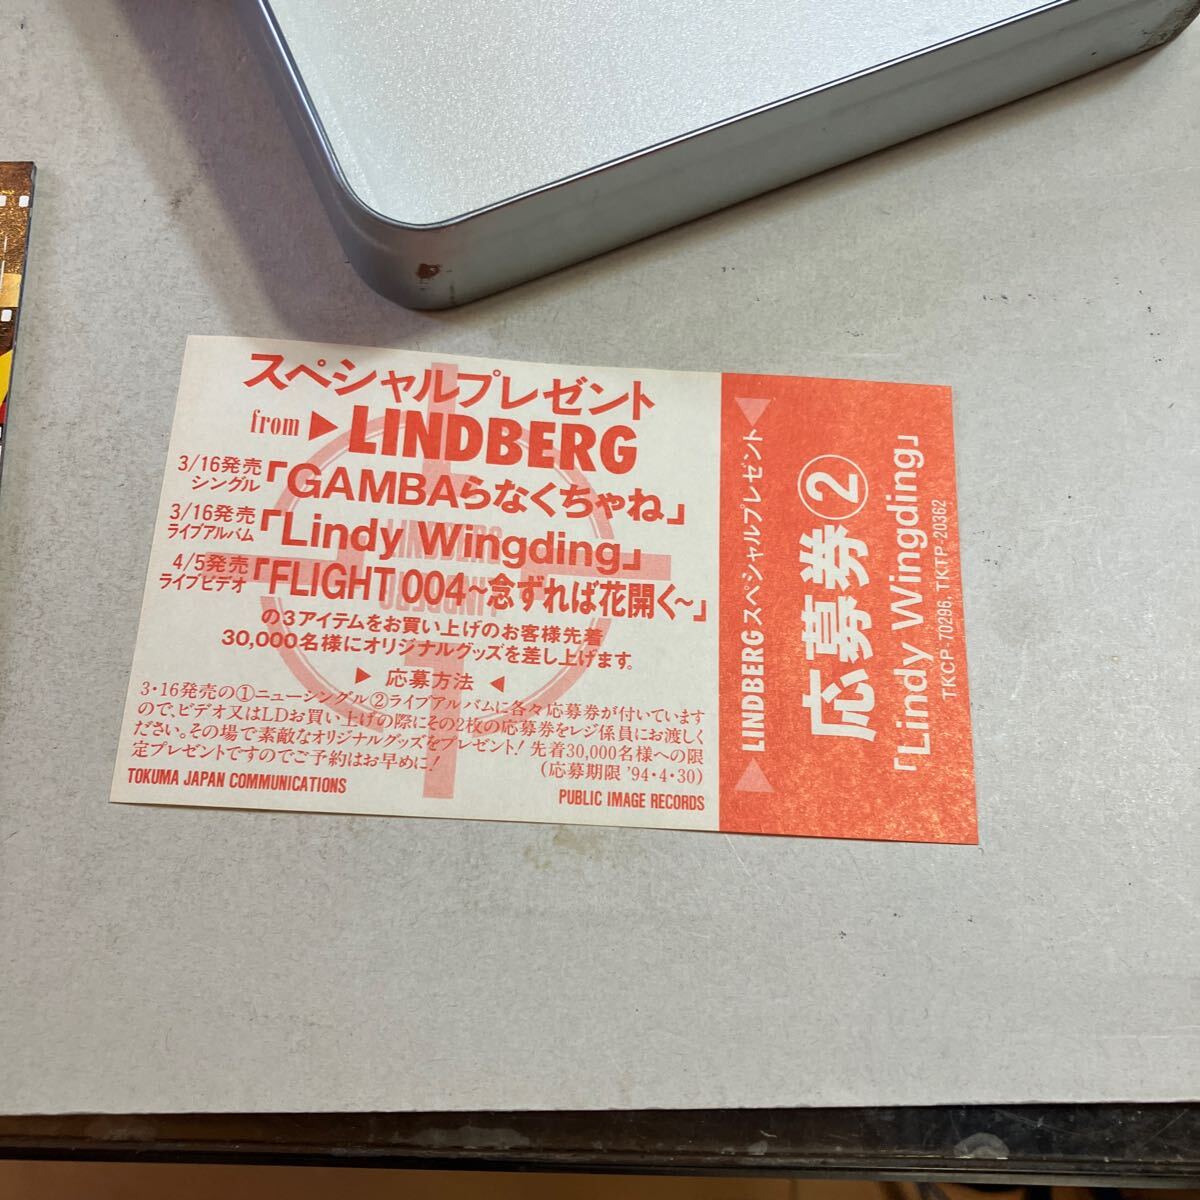 スペシャルプレゼント
from ▶ LINDBERG
3/16発売
シングル
「GAMBAらなくちゃね」
3/16発売
ライブアルバム
「Lindy Wingding」
4/5発売
ライブビデオ
「FLIGHT 004～念ずれば花開く～」
の3アイテムをお買い上げのお客様先着
30,000名様にオリジナルグッズを差し上げます。
▶ 応募方法 ◀
3・16発売の①ニューシングル②ライブアルバムに各々応募券が付いています
ので、ビデオ又はLDお買い上げの際にその2枚の応募券をレジ係員にお渡しく
ださい。その場で素敵なオリジナルグッズをプレゼント! 先着30,000名様への限
定プレゼントですのでご予約はお早めに!
(応募期限 '94・4・30)
TOKUMA JAPAN COMMUNICATIONS
PUBLIC IMAGE RECORDS
▶ LINDBERG スペシャルプレゼント ◀
応募券②
「Lindy Wingding」
TKCP-70296, TKTP-20362
LINDBERG